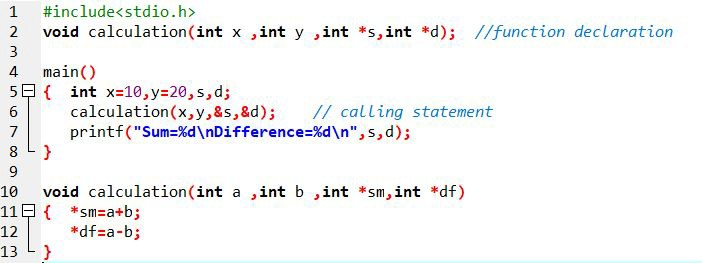 1 #include<stdio.h>
2 void calculation(int x ,int y ,int *s,int *d);  //function declaration
3
4 main()
5 {  int x=10,y=20,s,d;
6    calculation(x,y,&s,&d);    // calling statement
7    printf("Sum=%d\nDifference=%d\n",s,d);
8 }
9
10 void calculation(int a ,int b ,int *sm,int *df)
11 {  *sm=a+b;
12    *df=a-b;
13 }